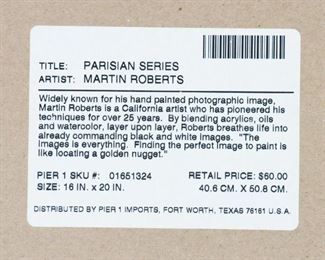 TITLE: PARISIAN SERIES
ARTIST: MARTIN ROBERTS
Widely known for his hand painted photographic image,
Martin Roberts is a California artist who has pioneered his
techniques for over 25 years. By blending acrylics, oils
and watercolor, layer upon layer, Roberts breathes life into
already commanding black and white images. "The
images is everything. Finding the perfect image to paint is
like locating a golden nugget."
PIER 1 SKU #: 01651324 RETAIL PRICE: $60.00
SIZE: 16 IN. x 20 IN. 40.6 CM. X 50.8 CM.
DISTRIBUTED BY PIER 1 IMPORTS, FORT WORTH, TEXAS 76161 U.S.A.